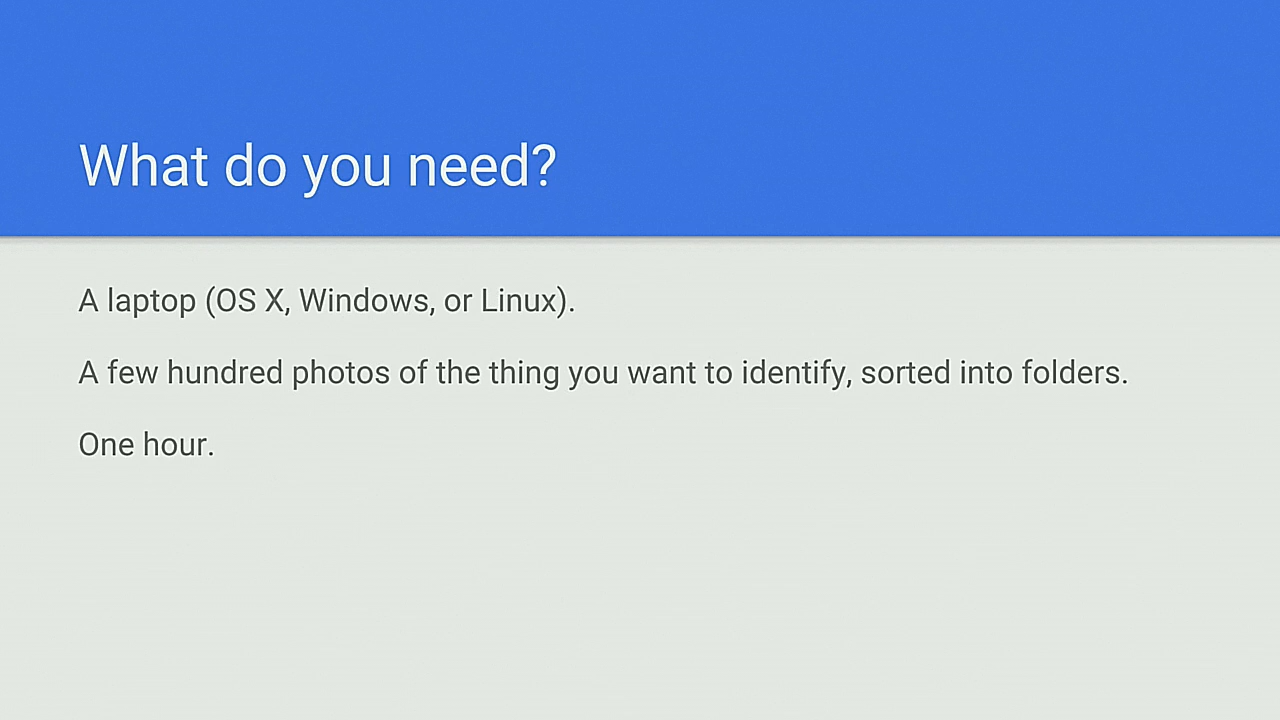 What do you need?
A laptop (OS X, Windows, or Linux).
A few hundred photos of the thing you want to identify, sorted into folders.
One hour.